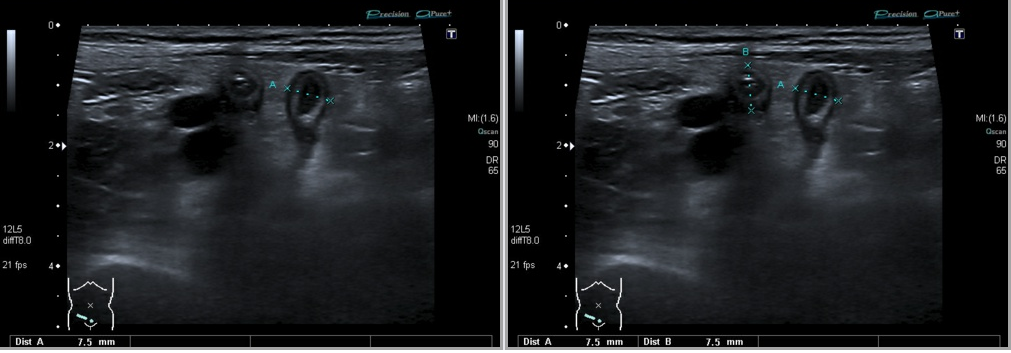 Precision APure+
T
0
A
MI:(1.6)
Qscan
90
DR
65
2
12L5
diffT8.0
21 fps
4
Dist A 7.5 mm
Precision APure+
T
0
B
A
MI:(1.6)
Qscan
90
DR
65
2
12L5
diffT8.0
21 fps
4
Dist A 7.5 mm Dist B 7.5 mm